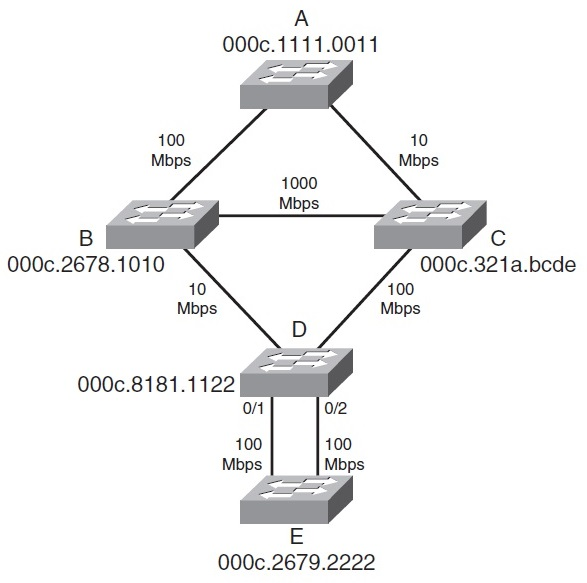 A
000c.1111.0011
100
Mbps
10
Mbps
1000
Mbps
B
000c.2678.1010
C
000c.321a.bcde
10
Mbps
100
Mbps
D
000c.8181.1122
0/1
0/2
100
Mbps
100
Mbps
E
000c.2679.2222